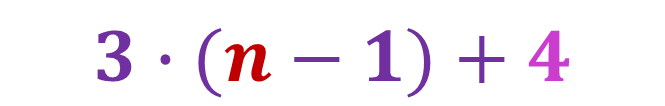 3 · (n − 1) + 4